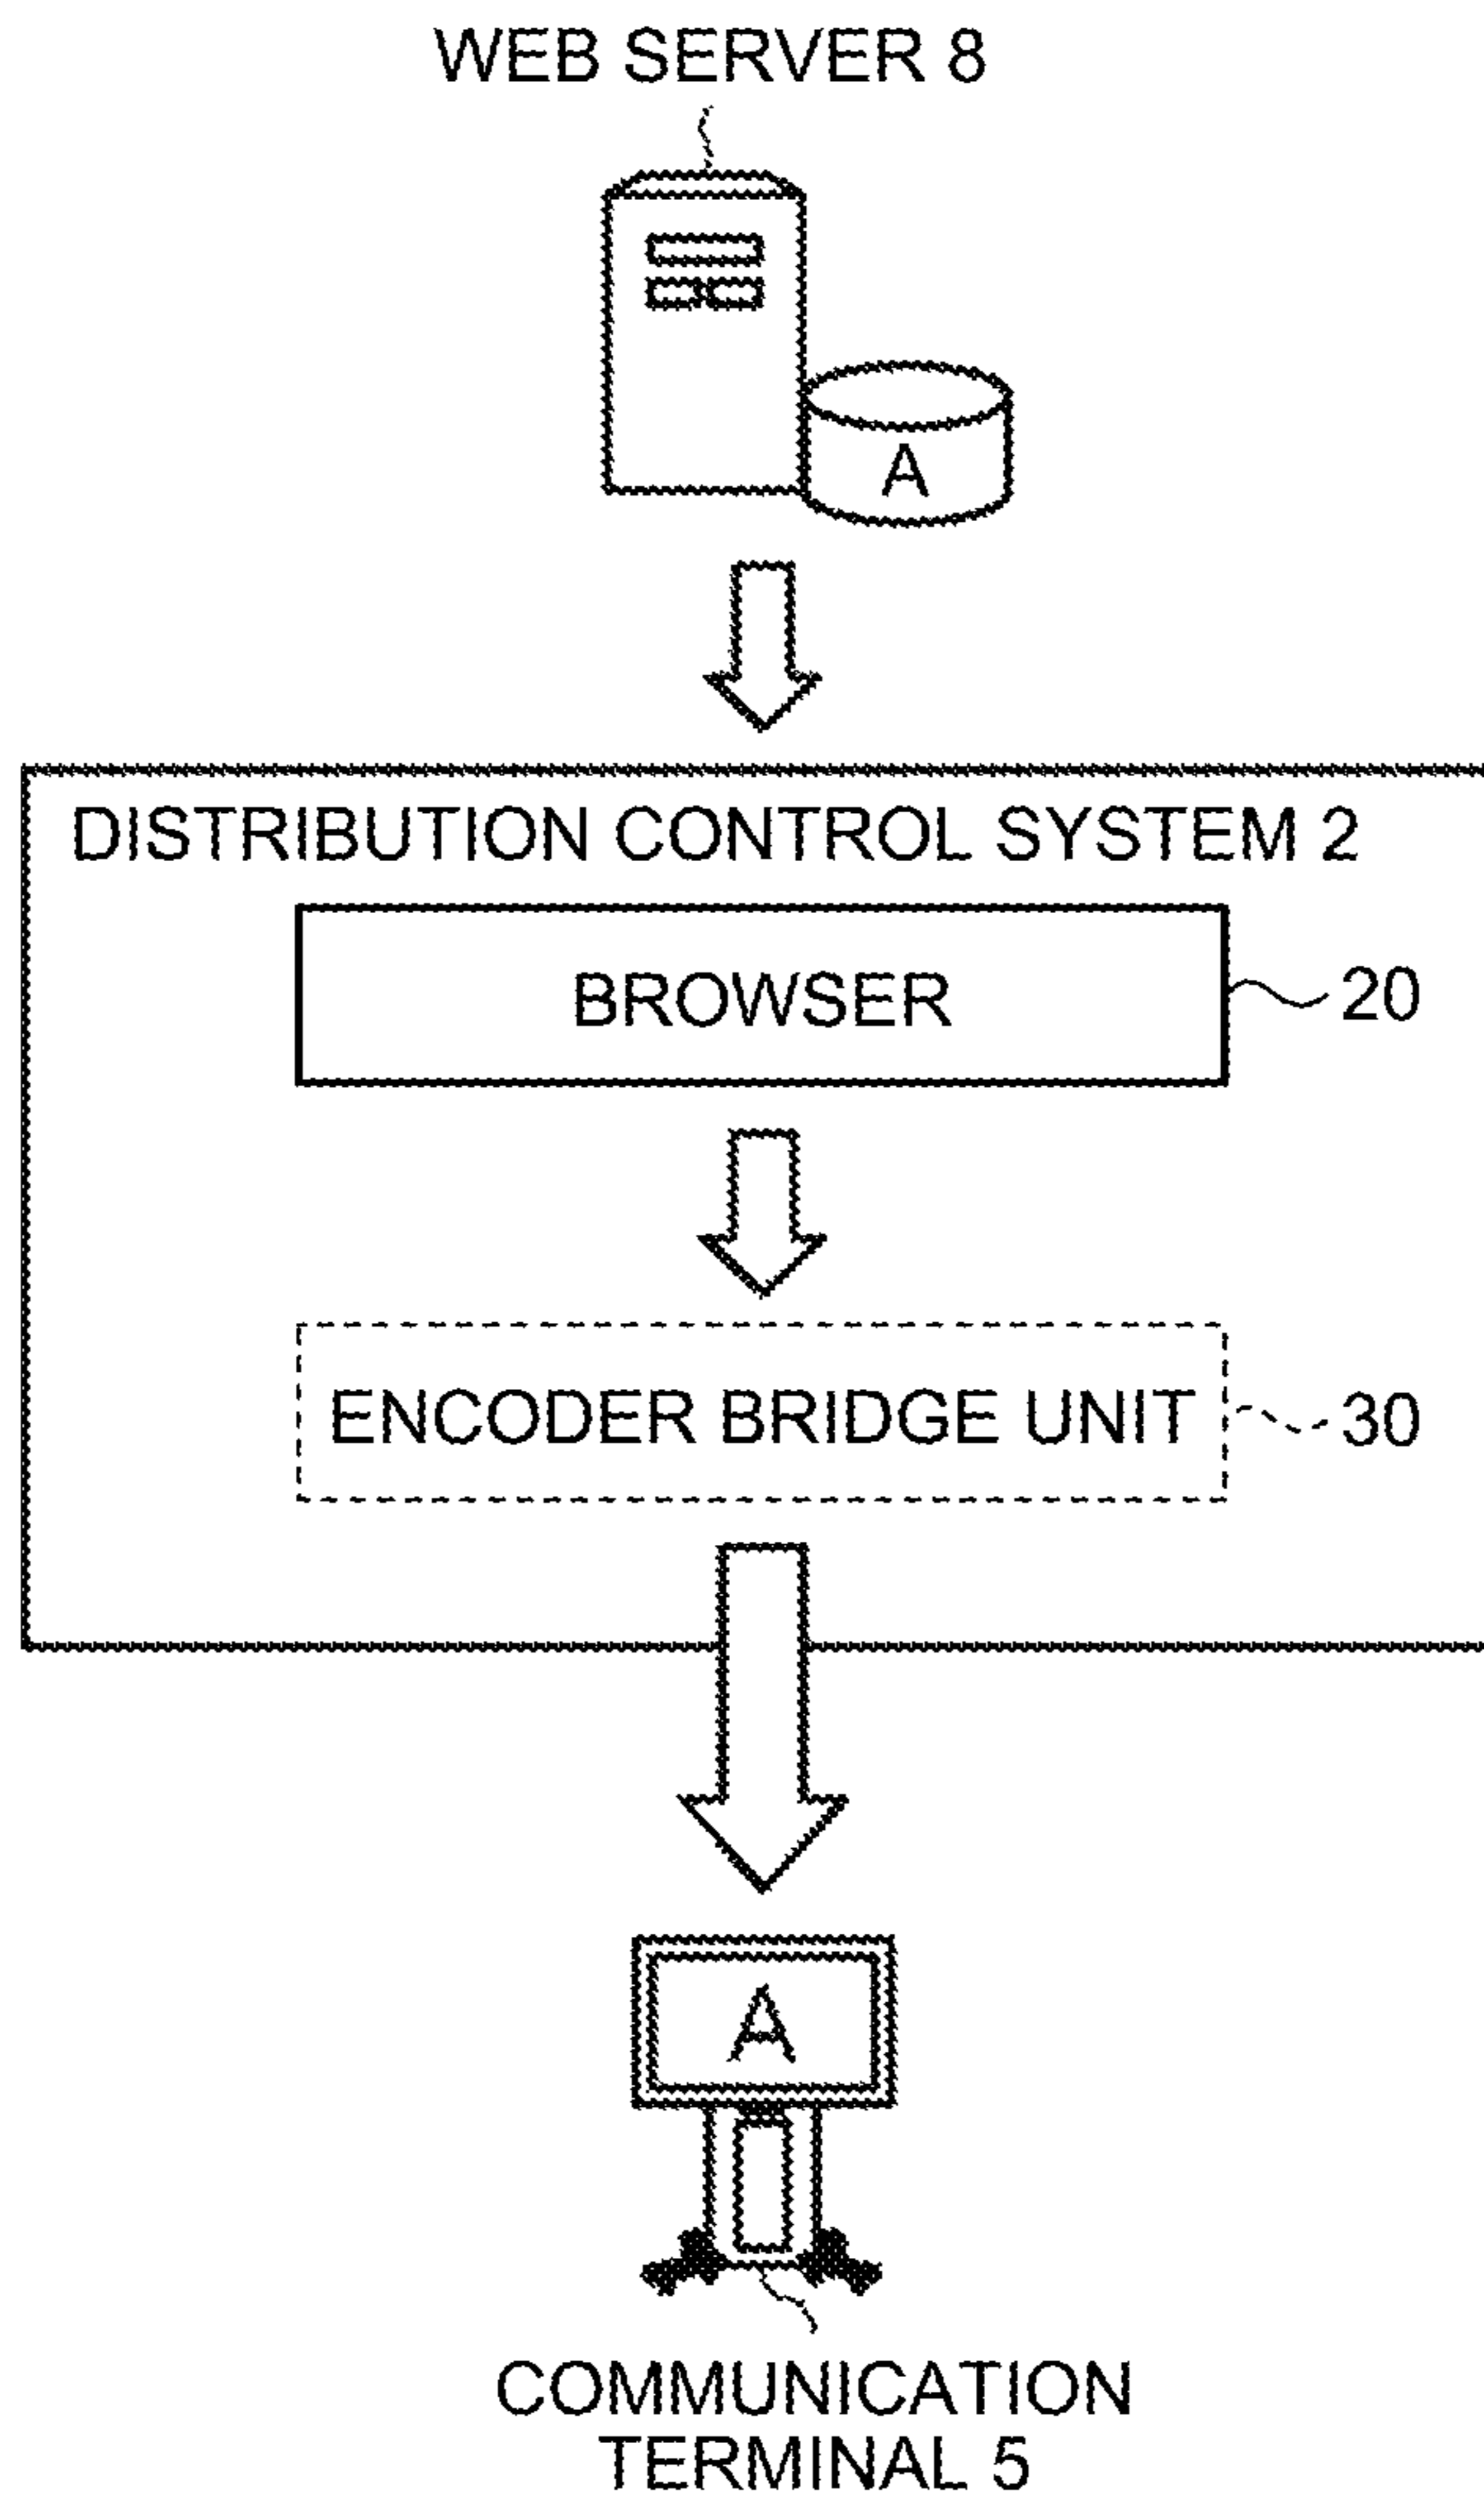 WEB SERVER 8
A
DISTRIBUTION CONTROL SYSTEM 2
BROWSER
20
ENCODER BRIDGE UNIT
30
A
COMMUNICATION
TERMINAL 5